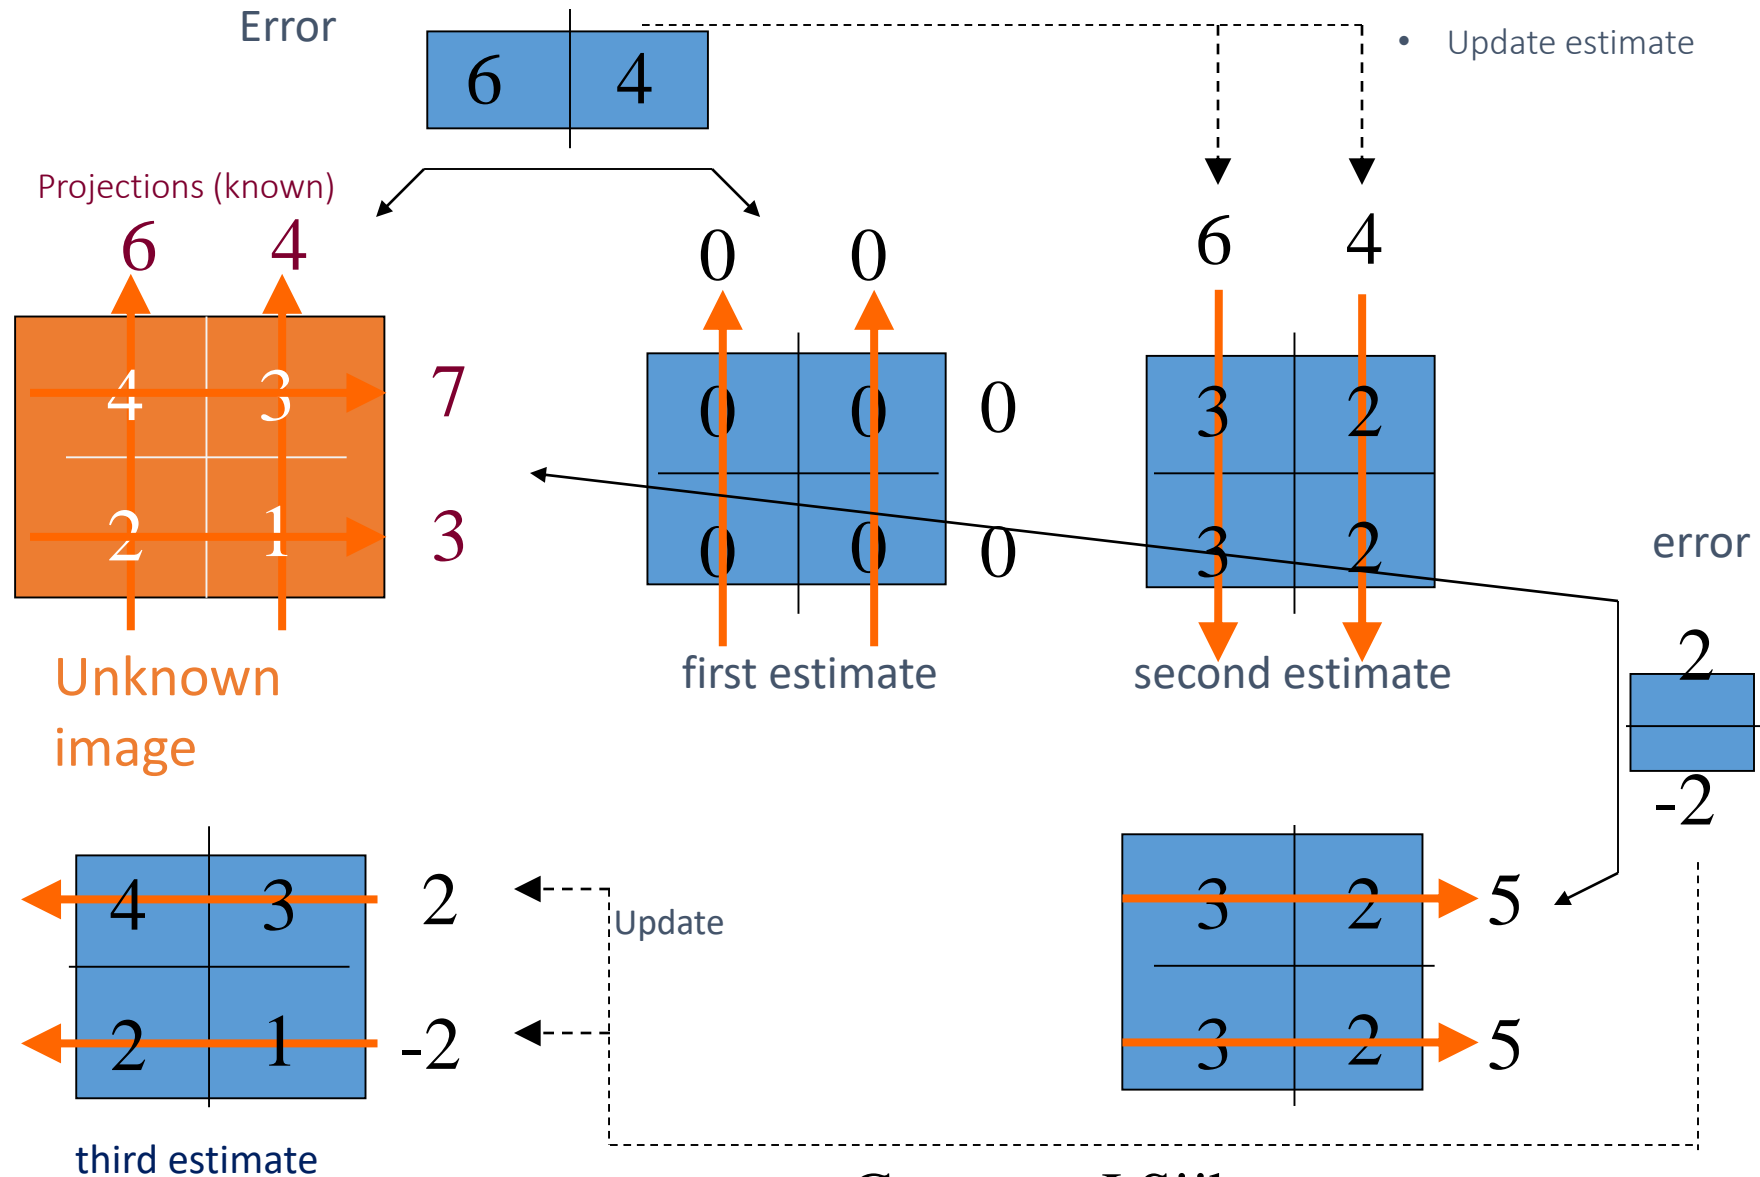 Error
6 4
• Update estimate
Projections (known)
6 4
0 0
6 4
4 3 7
0 0 0
3 2
2 1 3
0 0 0
3 2
error
Unknown
image
first estimate
second estimate
2
-2
4 3 2
Update
3 2 5
2 1 -2
3 2 5
third estimate